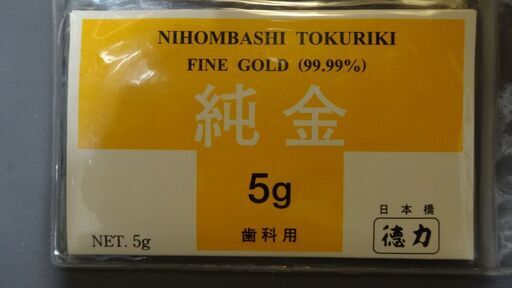 NIHOMBASHI TOKURIKI
FINE GOLD (99.99%)
純金
5g
歯科用
NET. 5g
日本橋
徳力